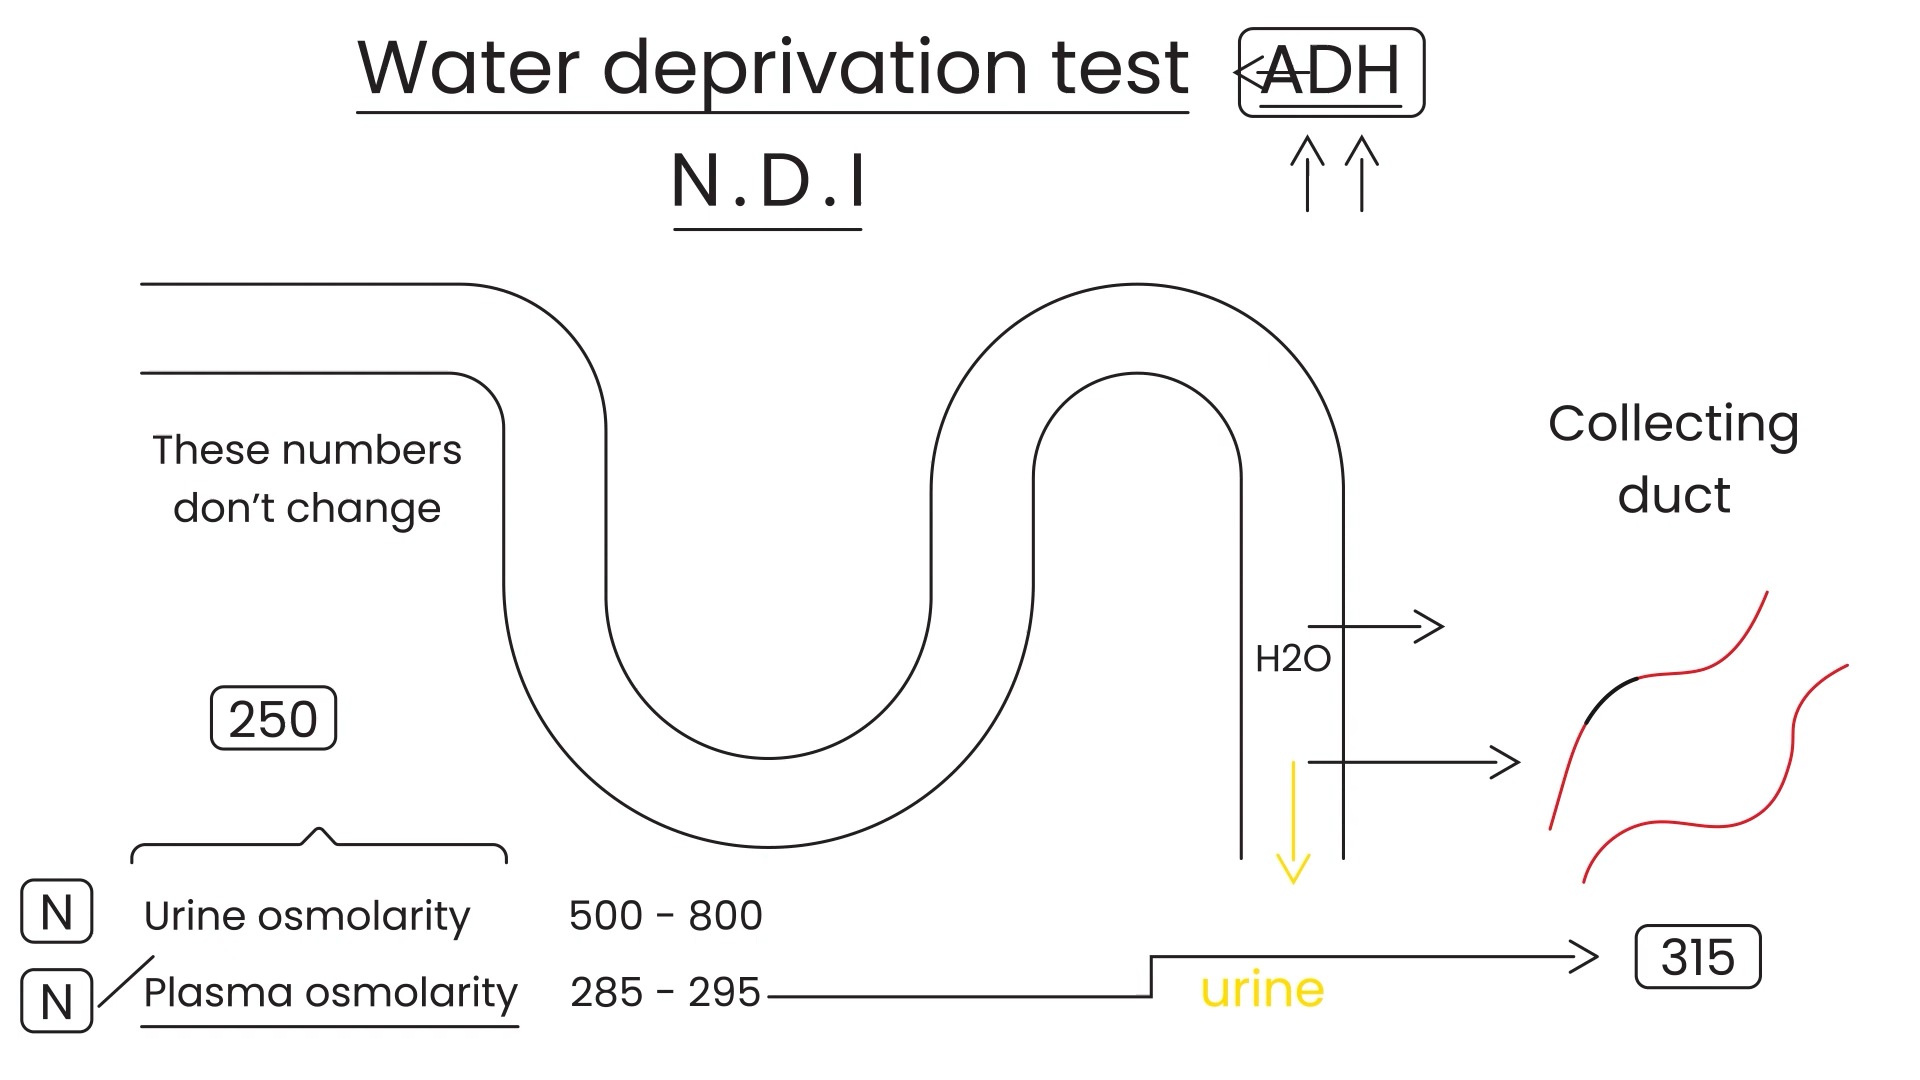 Water deprivation test
ADH
N.D.I
These numbers
don’t change
Collecting
duct
H2O
250
N
Urine osmolarity
500 - 800
N
Plasma osmolarity
285 - 295
urine
315